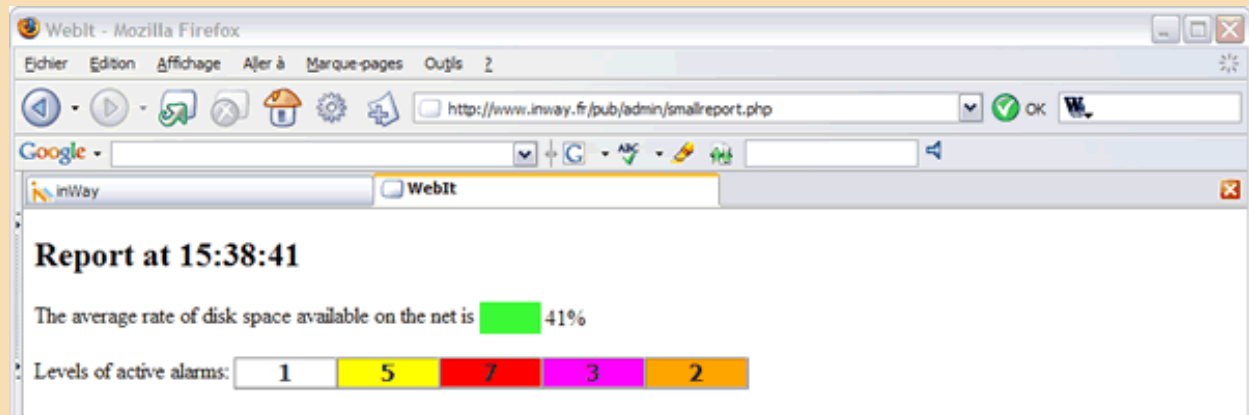 WebIt - Mozilla Firefox
Fichier Edition Affichage Aller à Marque-pages Outils ?
http://www.inway.fr/pub/admin/smallreport.php OK W.
Google G ABC
inWay WebIt
Report at 15:38:41
The average rate of disk space available on the net is 41%
Levels of active alarms: 1 5 7 3 2